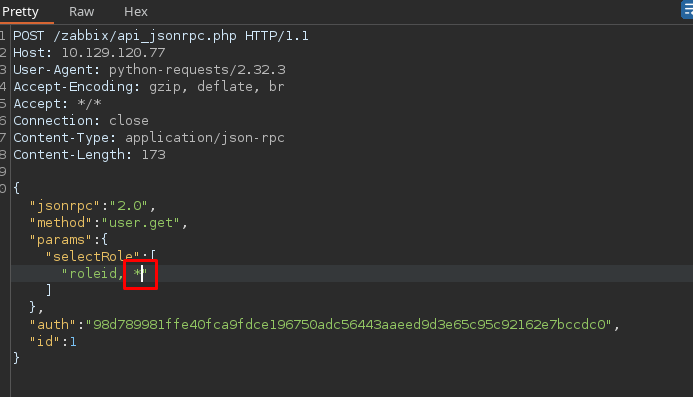 Pretty Raw Hex
1 POST /zabbix/api_jsonrpc.php HTTP/1.1
2 Host: 10.129.120.77
3 User-Agent: python-requests/2.32.3
4 Accept-Encoding: gzip, deflate, br
5 Accept: */*
6 Connection: close
7 Content-Type: application/json-rpc
8 Content-Length: 173
9
0 {
"jsonrpc":"2.0",
"method":"user.get",
"params":{
"selectRole":[
"roleid, *"
]
},
"auth":"98d789981ffe40fca9fdce196750adc56443aaeed9d3e65c95c92162e7bccdc0",
"id":1
}